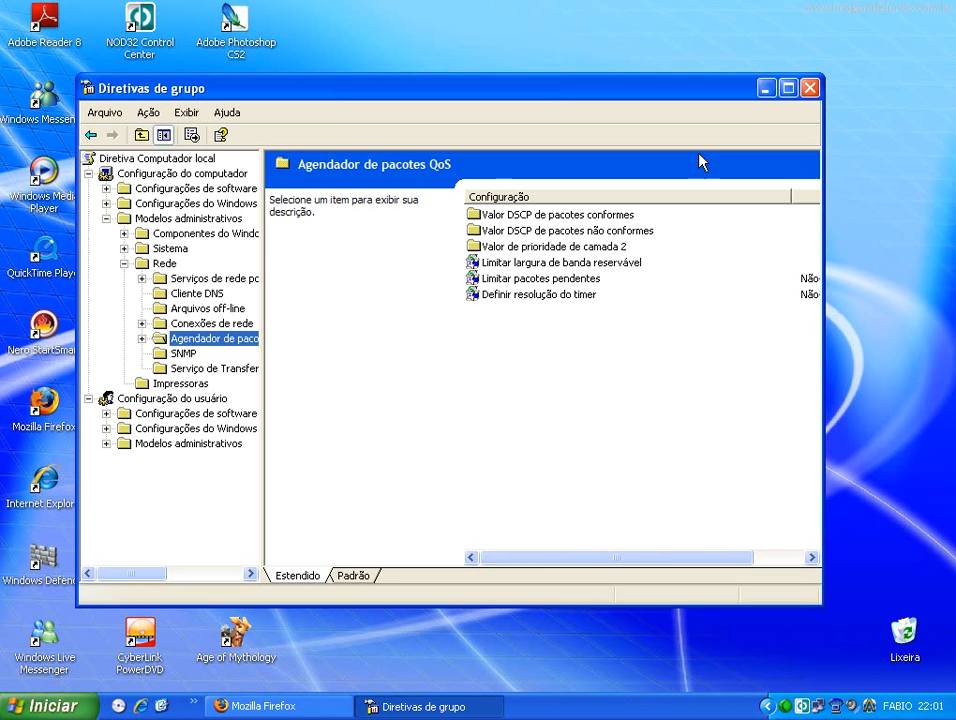 Adobe Reader 8
NOD32 Control
Center
Adobe Photoshop
CS2
Windows Messen
Windows Media
Player
QuickTime Playe
Nero StartSmar
Mozilla Firefox
Internet Explor
Windows Defend
Windows Live
Messenger
CyberLink
PowerDVD
Age of Mythology
Lixeira
Diretivas de grupo
Arquivo Ação Exibir Ajuda
Diretiva Computador local
Configuração do computador
Configurações de software
Configurações do Windows
Modelos administrativos
Componentes do Windo
Sistema
Rede
Serviços de rede pc
Cliente DNS
Arquivos off-line
Conexões de rede
Agendador de paco
SNMP
Serviço de Transfer
Impressoras
Configuração do usuário
Configurações de software
Configurações do Windows
Modelos administrativos
Agendador de pacotes QoS
Selecione um item para exibir sua
descrição.
Configuração
Valor DSCP de pacotes conformes
Valor DSCP de pacotes não conformes
Valor de prioridade de camada 2
Limitar largura de banda reservável
Limitar pacotes pendentes Não
Definir resolução do timer Não
Estendido Padrão
Iniciar
Mozilla Firefox
Diretivas de grupo
FABIO 22:01